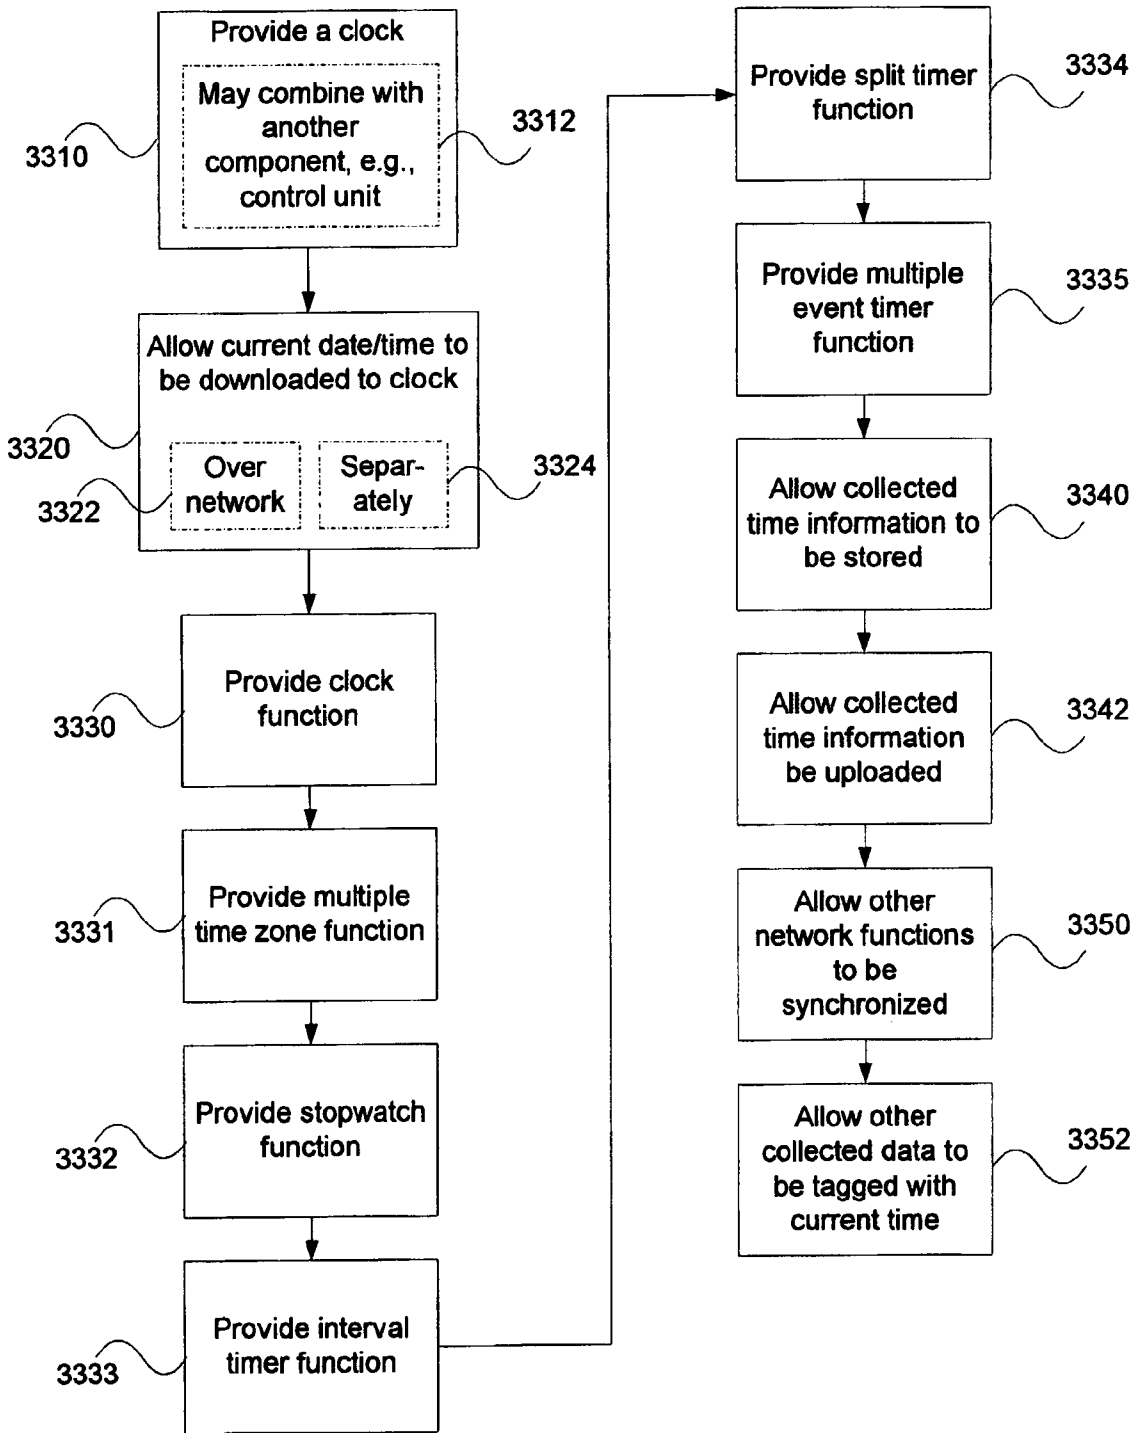 Provide a clock
May combine with
another
component, e.g.,
control unit
3310
3312
Allow current date/time to
be downloaded to clock
Over
network
Separ-
ately
3320
3322
3324
Provide clock
function
3330
Provide multiple
time zone function
3331
Provide stopwatch
function
3332
Provide interval
timer function
3333
Provide split timer
function
3334
Provide multiple
event timer
function
3335
Allow collected
time information to
be stored
3340
Allow collected
time information
be uploaded
3342
Allow other
network functions
to be
synchronized
3350
Allow other
collected data to
be tagged with
current time
3352